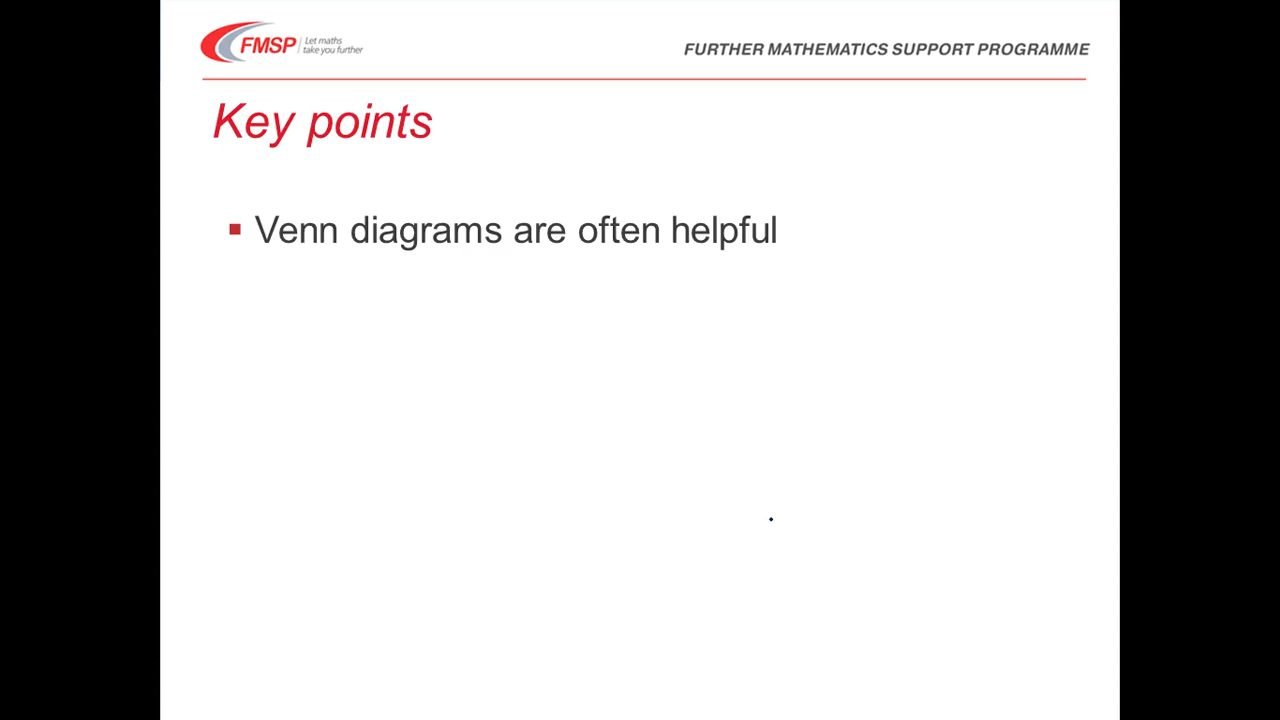 FMSP
Let maths
take you further
FURTHER MATHEMATICS SUPPORT PROGRAMME
Key points
Venn diagrams are often helpful